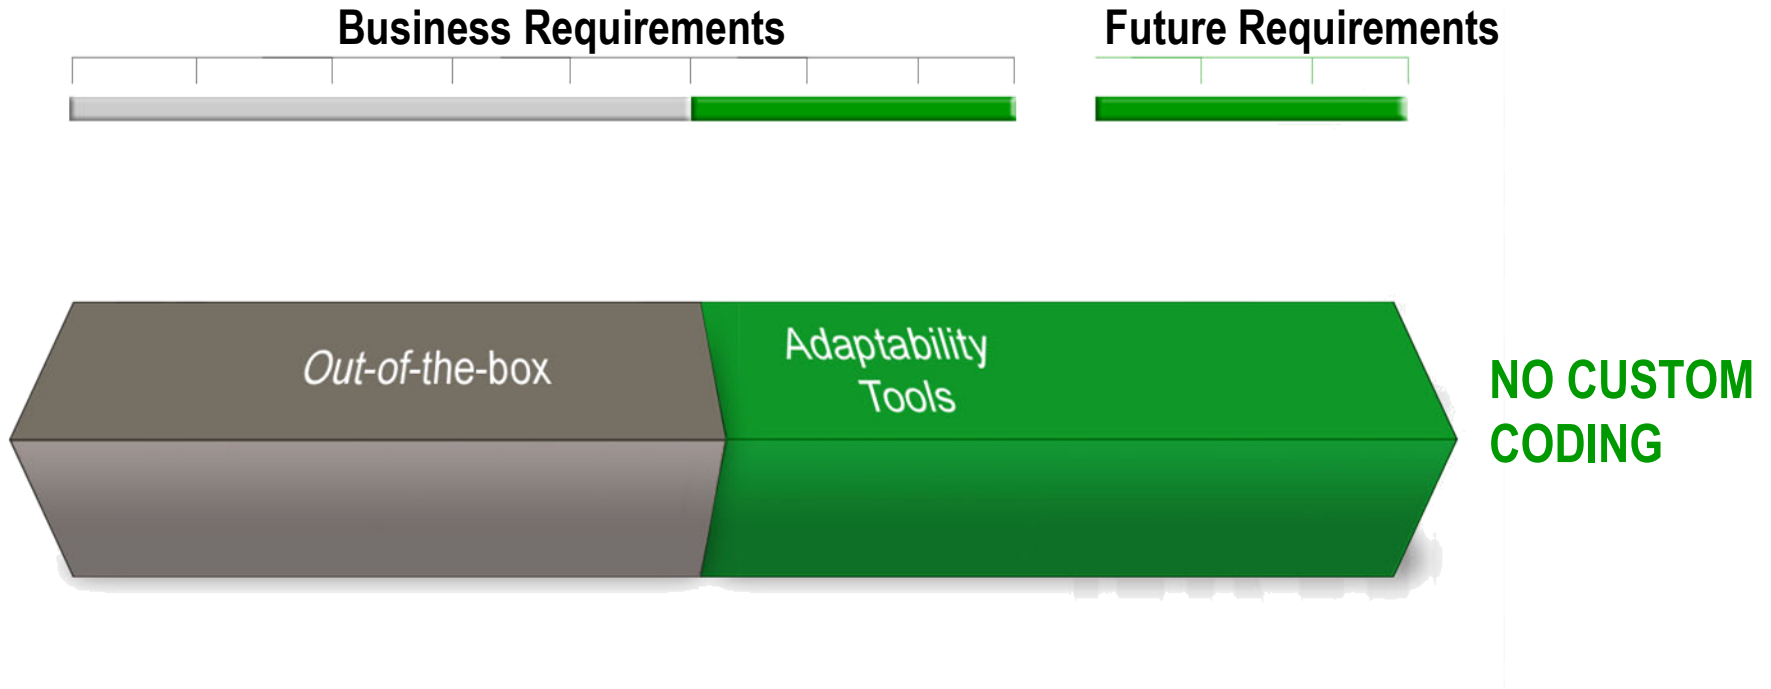 Business Requirements
Future Requirements
Out-of-the-box
Adaptability
Tools
NO CUSTOM
CODING